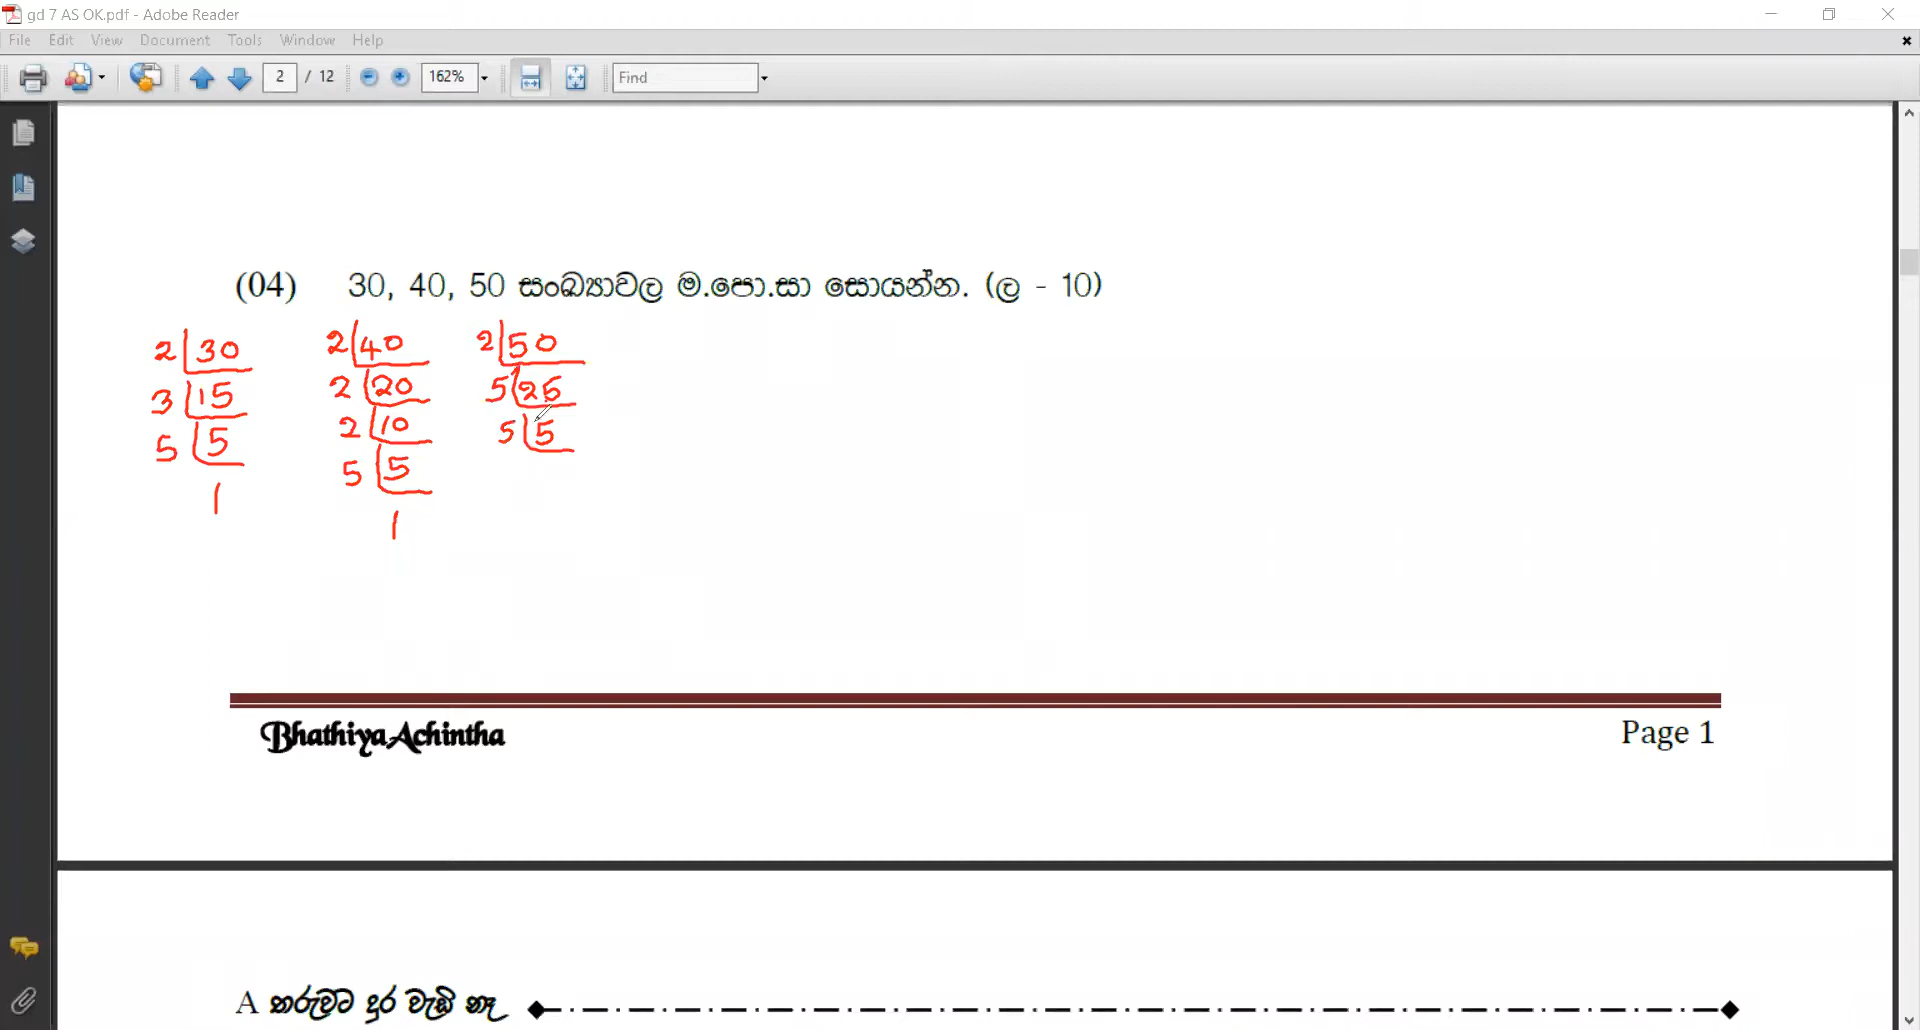 gd 7 AS OK.pdf - Adobe Reader
File Edit View Document Tools Window Help
2 / 12 162% Find
(04) 30, 40, 50 සංඛ්‍යාවල ම.පො.සා සොයන්න. (ල - 10)
2 30 2 40 2 50
3 15 2 20 5 25
5 5 2 10 5 5
1 5 5
1
Bhathiya Achintha Page 1
A තරුවට දුර වැඩි නෑ